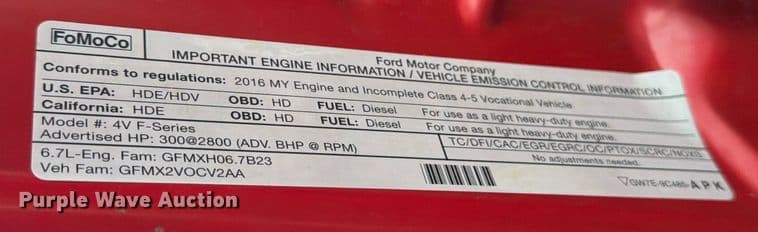 FoMoCo
Ford Motor Company
IMPORTANT ENGINE INFORMATION / VEHICLE EMISSION CONTROL INFORMATION
Conforms to regulations: 2016 MY Engine and Incomplete Class 4-5 Vocational Vehicle
U.S. EPA: HDE/HDV OBD: HD FUEL: Diesel For use as a light heavy-duty engine.
California: HDE OBD: HD FUEL: Diesel For use as a light heavy-duty engine.
Model #: 4V F-Series TC/DFI/CAC/EGR/EGRC/OC/PTOX/SCRC/NOXS
Advertised HP: 300@2800 (ADV. BHP @ RPM) No adjustments needed.
6.7L-Eng. Fam: GFMXH06.7B23
Veh Fam: GFMX2VOCV2AA
GW7E-9C485-APK
Purple Wave Auction